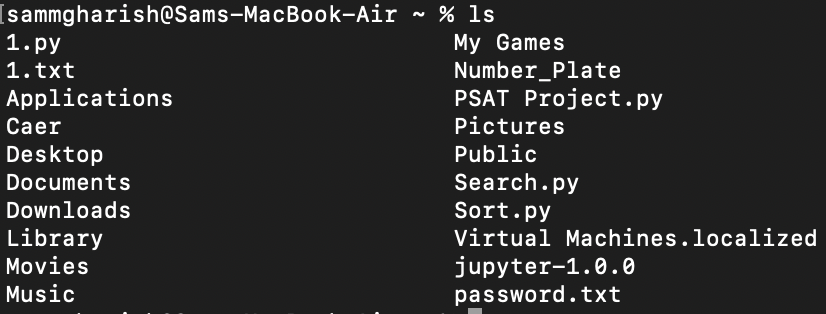 [sammgharish@Sams-MacBook-Air ~ % ls
1.py My Games
1.txt Number_Plate
Applications PSAT Project.py
Caer Pictures
Desktop Public
Documents Search.py
Downloads Sort.py
Library Virtual Machines.localized
Movies jupyter-1.0.0
Music password.txt